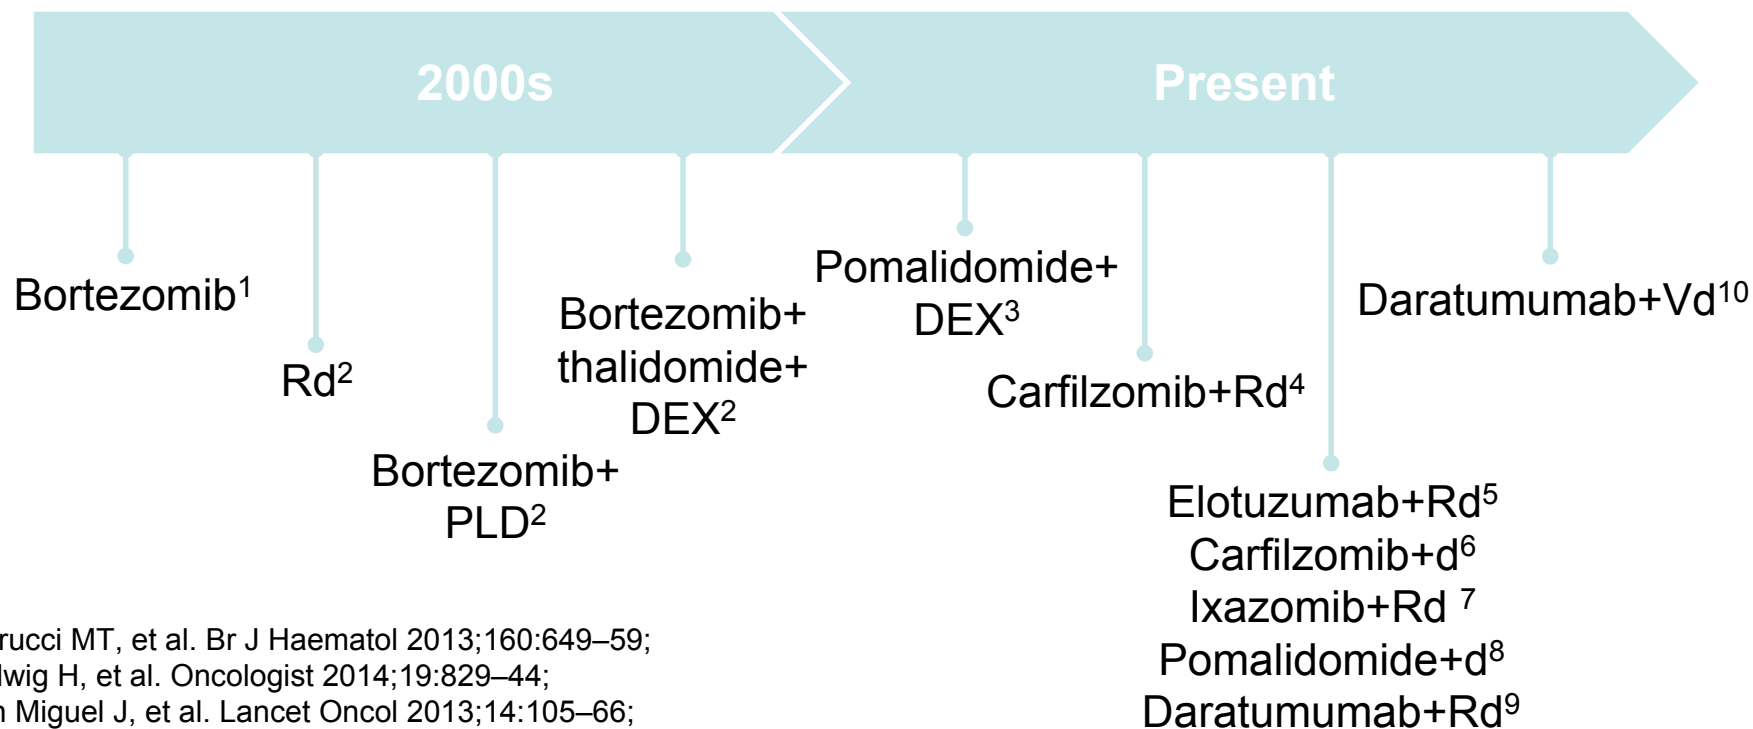 2000s
Present
Bortezomib¹
Rd²
Bortezomib+
PLD²
Bortezomib+
thalidomide+
DEX²
Pomalidomide+
DEX³
Carfilzomib+Rd⁴
Elotuzumab+Rd⁵
Carfilzomib+d⁶
Ixazomib+Rd ⁷
Pomalidomide+d⁸
Daratumumab+Rd⁹
Daratumumab+Vd¹⁰
MT, et al. Br J Haematol 2013;160:649–59;
H, et al. Oncologist 2014;19:829–44;
Miguel J, et al. Lancet Oncol 2013;14:105–66;